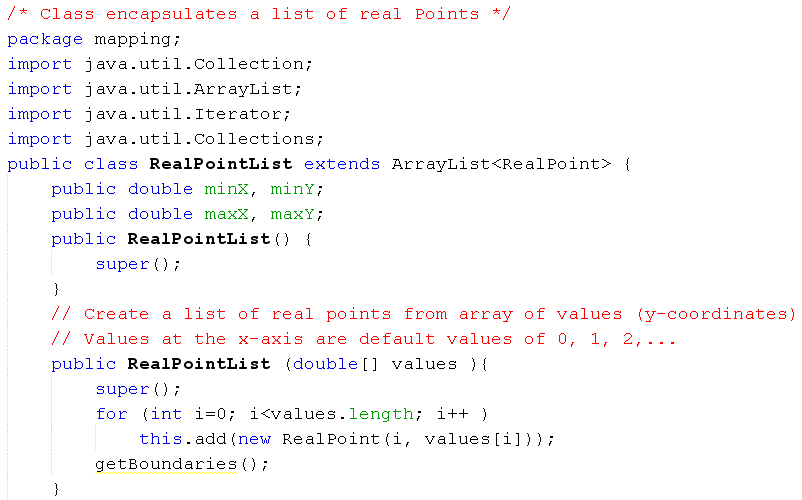 /* Class encapsulates a list of real Points */
package mapping;
import java.util.Collection;
import java.util.ArrayList;
import java.util.Iterator;
import java.util.Collections;
public class RealPointList extends ArrayList<RealPoint> {
    public double minX, minY;
    public double maxX, maxY;
    public RealPointList() {
        super();
    }
    // Create a list of real points from array of values (y-coordinates)
    // Values at the x-axis are default values of 0, 1, 2,...
    public RealPointList (double[] values ){
        super();
        for (int i=0; i<values.length; i++ )
            this.add(new RealPoint(i, values[i]));
        getBoundaries();
    }